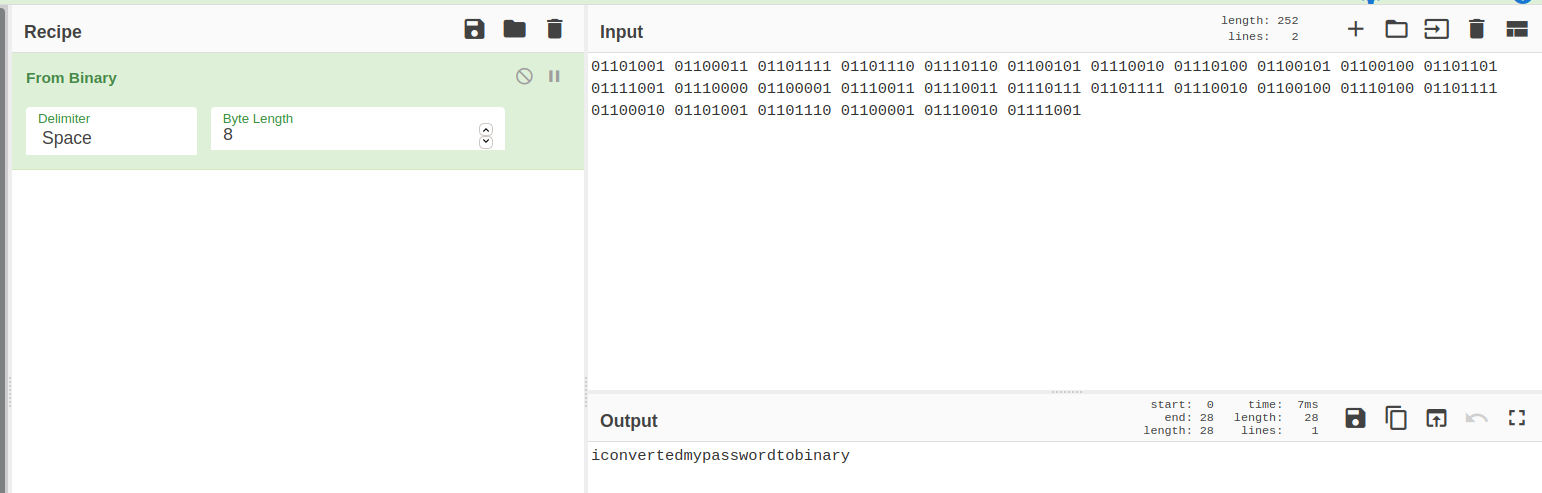 Recipe
From Binary
Delimiter
Space
Byte Length
8
Input
length: 252
lines: 2
01101001 01100011 01101111 01101110 01110110 01100101 01110010 01110100 01100101 01100100 01101101
01111001 01110000 01100001 01110011 01110011 01110111 01101111 01110010 01100100 01110100 01101111
01100010 01101001 01101110 01100001 01110010 01111001
Output
start: 0
end: 28
length: 28
time: 7ms
length: 28
lines: 1
iconvertedmypasswordtobinary